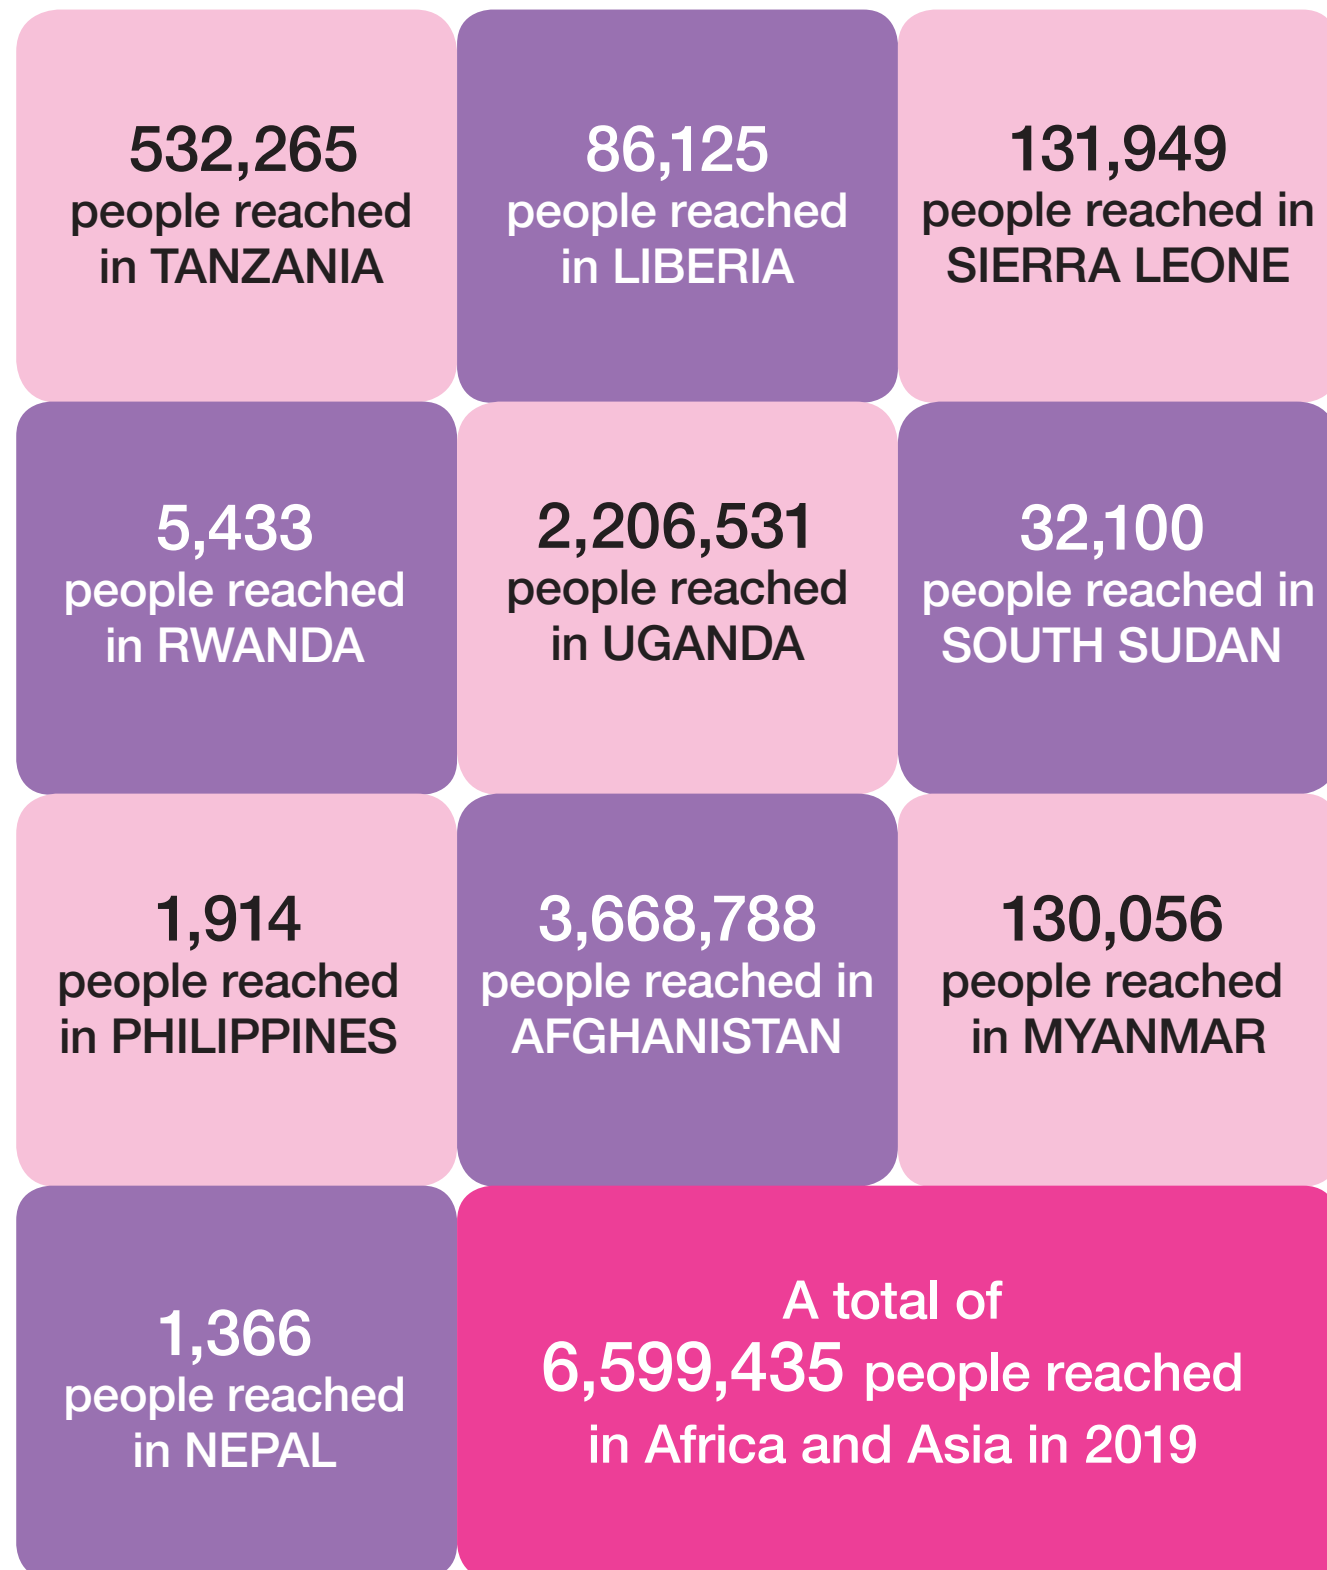 532,265
people reached
in TANZANIA
86,125
people reached
in LIBERIA
131,949
people reached in
SIERRA LEONE
5,433
people reached
in RWANDA
2,206,531
people reached
in UGANDA
32,100
people reached in
SOUTH SUDAN
1,914
people reached
in PHILIPPINES
3,668,788
people reached in
AFGHANISTAN
130,056
people reached
in MYANMAR
1,366
people reached
in NEPAL
A total of
6,599,435 people reached
in Africa and Asia in 2019